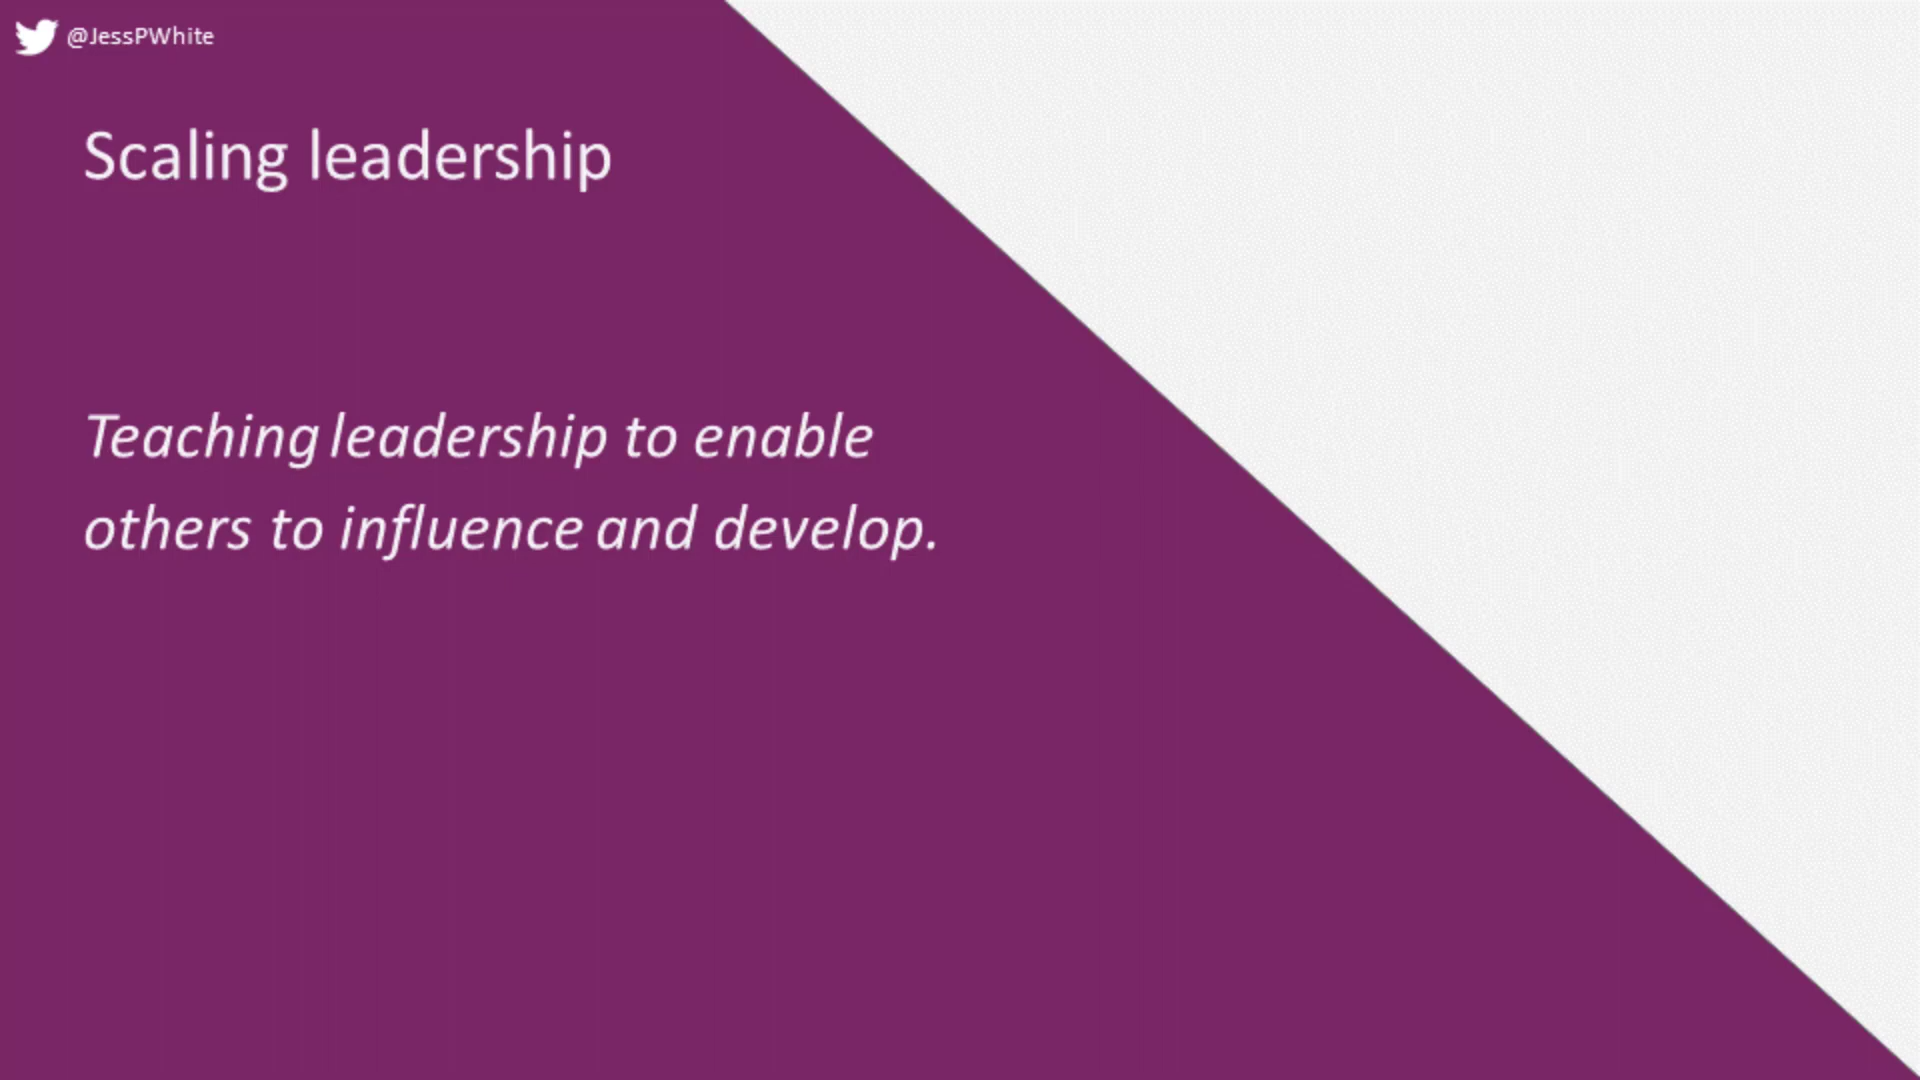 @JessPWhite
Scaling leadership
Teaching leadership to enable
others to influence and develop.